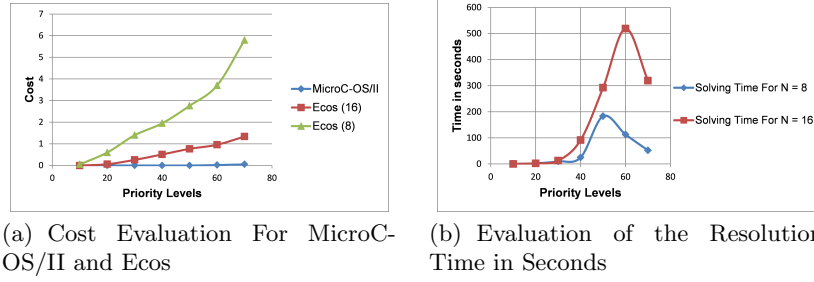 7
6
5
4
3
2
1
0
0
20
40
60
80
Cost
Priority Levels
MicroC-OS/II
Ecos (16)
Ecos (8)
600
500
400
300
200
100
0
0
20
40
60
80
Time in seconds
Priority Levels
Solving Time For N = 8
Solving Time For N = 16
(a) Cost Evaluation For MicroC-
OS/II and Ecos
(b) Evaluation of the Resolution
Time in Seconds